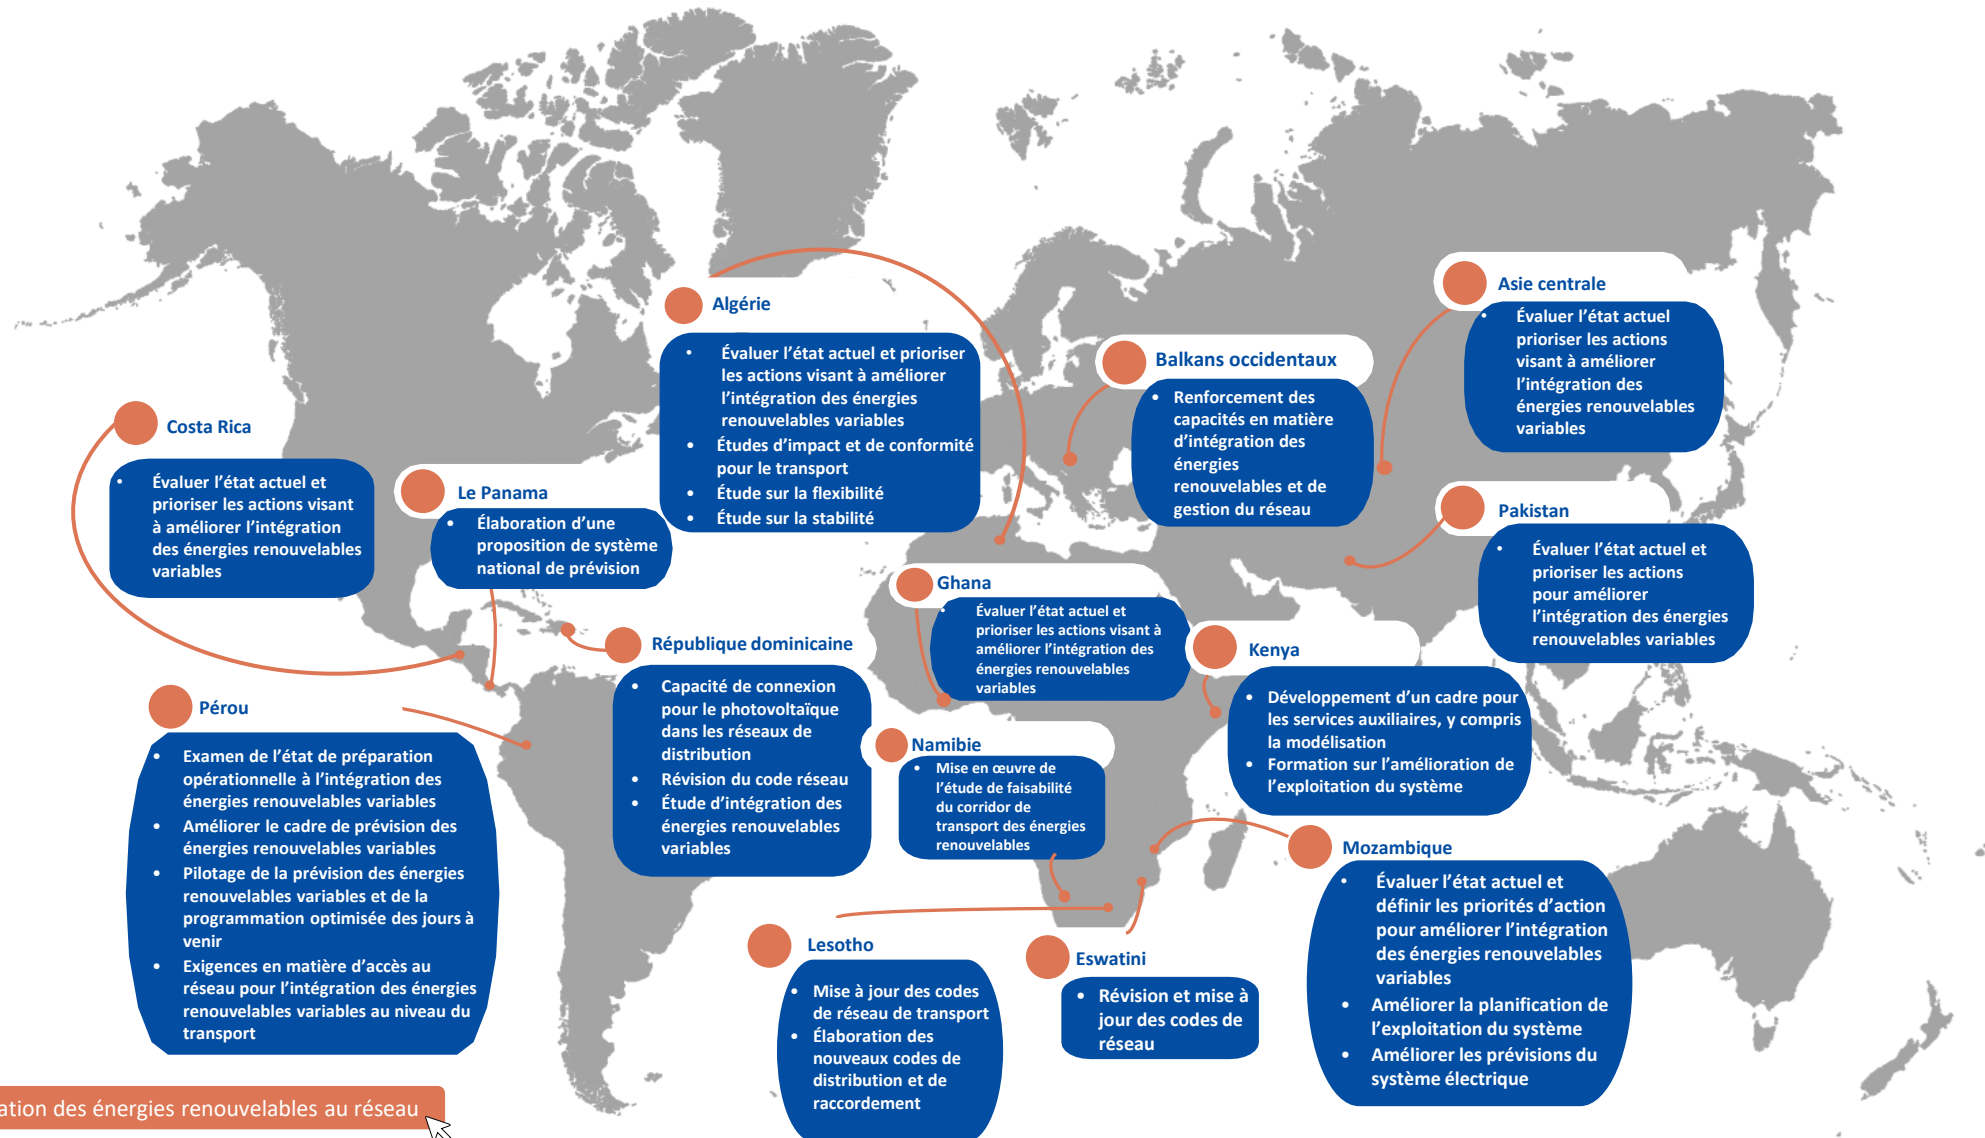 Algérie
• Évaluer l’état actuel et prioriser
les actions visant à améliorer
l’intégration des énergies
renouvelables variables
• Études d’impact et de conformité
pour le transport
• Étude sur la flexibilité
• Étude sur la stabilité
Asie centrale
• Évaluer l’état actuel
prioriser les actions
visant à améliorer
l’intégration des
énergies renouvelables
variables
Balkans occidentaux
• Renforcement des
capacités en matière
d’intégration des
énergies
renouvelables et de
gestion du réseau
Costa Rica
• Évaluer l’état actuel et
prioriser les actions visant
à améliorer l’intégration
des énergies renouvelables
variables
Le Panama
• Élaboration d’une
proposition de système
national de prévision
Pakistan
• Évaluer l’état actuel et
prioriser les actions
pour améliorer
l’intégration des énergies
renouvelables variables
Ghana
• Évaluer l’état actuel et
prioriser les actions visant à
améliorer l’intégration des
énergies renouvelables
variables
République dominicaine
• Capacité de connexion
pour le photovoltaïque
dans les réseaux de
distribution
• Révision du code réseau
• Étude d’intégration des
énergies renouvelables
variables
Kenya
• Développement d’un cadre pour
les services auxiliaires, y compris
la modélisation
• Formation sur l’amélioration de
l’exploitation du système
Pérou
• Examen de l’état de préparation
opérationnelle à l’intégration des
énergies renouvelables variables
• Améliorer le cadre de prévision des
énergies renouvelables variables
• Pilotage de la prévision des énergies
renouvelables variables et de la
programmation optimisée des jours à
venir
• Exigences en matière d’accès au
réseau pour l’intégration des énergies
renouvelables variables au niveau du
transport
Namibie
• Mise en œuvre de
l’étude de faisabilité
du corridor de
transport des énergies
renouvelables
Mozambique
• Évaluer l’état actuel et
définir les priorités d’action
pour améliorer l’intégration
des énergies renouvelables
variables
• Améliorer la planification de
l’exploitation du système
• Améliorer les prévisions du
système électrique
Lesotho
• Mise à jour des codes
de réseau de transport
• Élaboration des
nouveaux codes de
distribution et de
raccordement
Eswatini
• Révision et mise à
jour des codes de
réseau
ation des énergies renouvelables au réseau